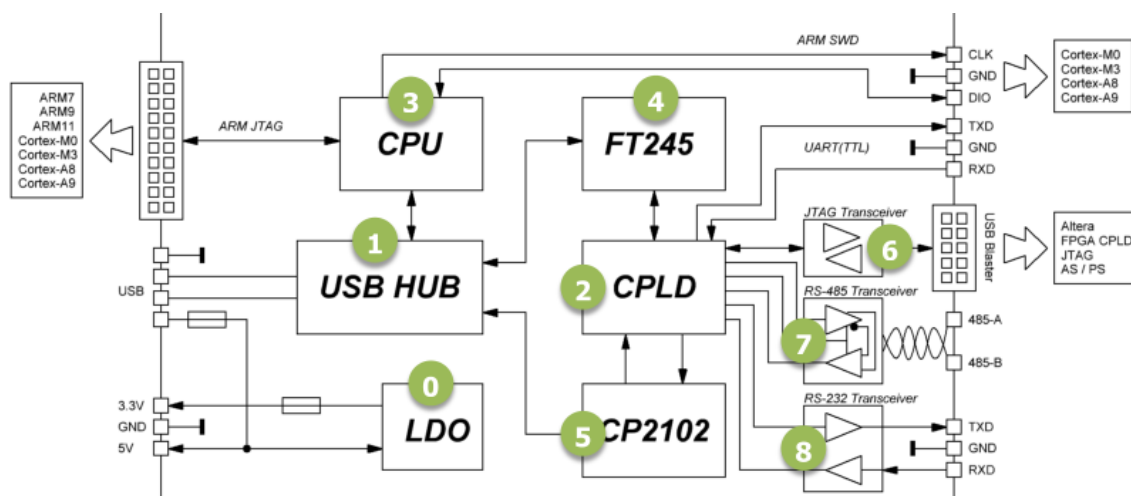 ARM7
ARM9
ARM11
Cortex-M0
Cortex-M3
Cortex-A8
Cortex-A9
ARM JTAG
ARM SWD
3
CPU
4
FT245
CLK
GND
DIO
Cortex-M0
Cortex-M3
Cortex-A8
Cortex-A9
TXD
GND
RXD
UART(TTL)
1
USB HUB
2
CPLD
JTAG Transceiver
6
USB Blaster
Altera
FPGA CPLD
JTAG
AS / PS
USB
RS-485 Transceiver
7
485-A
485-B
3.3V
GND
5V
0
LDO
5
CP2102
RS-232 Transceiver
8
TXD
GND
RXD